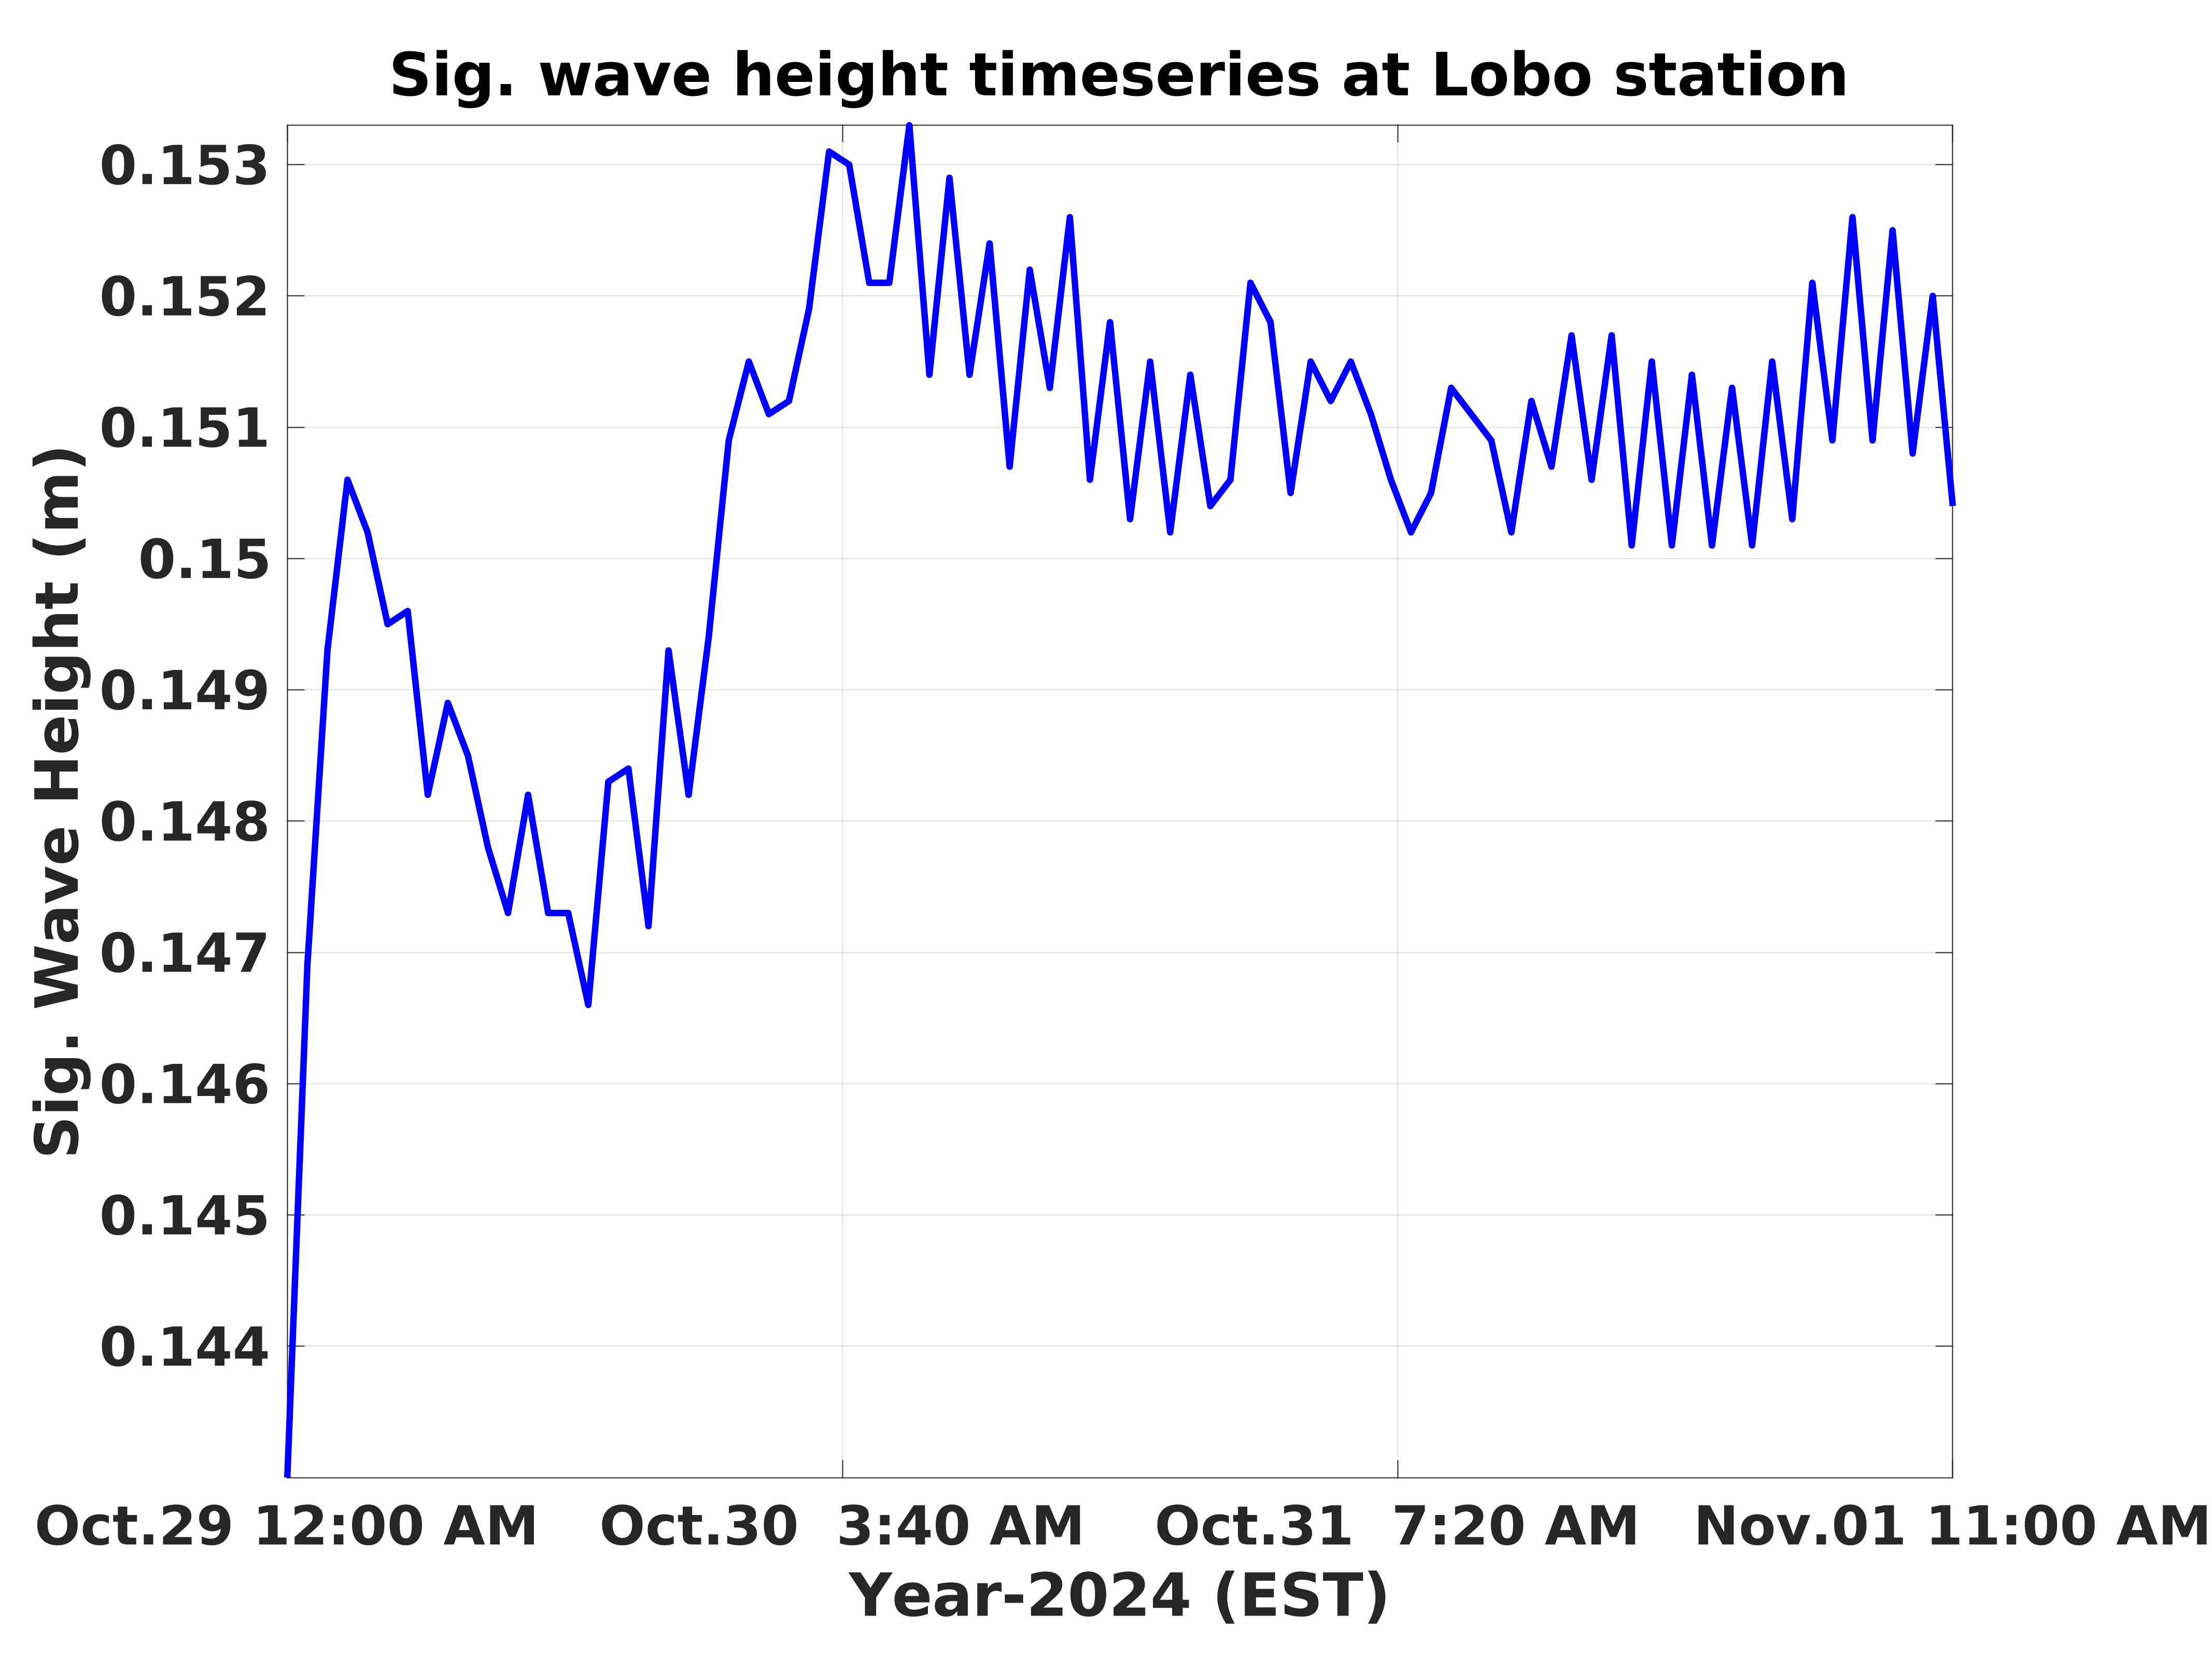 Sig. wave height timeseries at Lobo station
Sig. Wave Height (m)
0.153
0.152
0.151
0.15
0.149
0.148
0.147
0.146
0.145
0.144
Oct.29 12:00 AM Oct.30 3:40 AM Oct.31 7:20 AM Nov.01 11:00 AM
Year-2024 (EST)